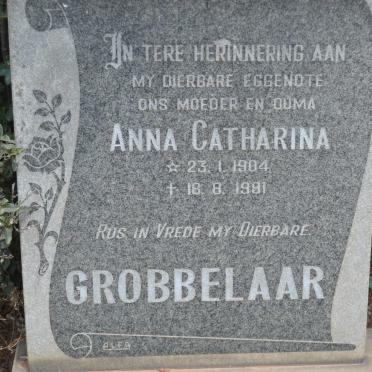 IN TERE HERINNERING AAN
MY DIERBARE EGGENOTE
ONS MOEDER EN OUMA
ANNA CATHARINA
☆ 23.1.1904
† 18.8.1981
RUS IN VREDE MY DIERBARE
GROBBELAAR